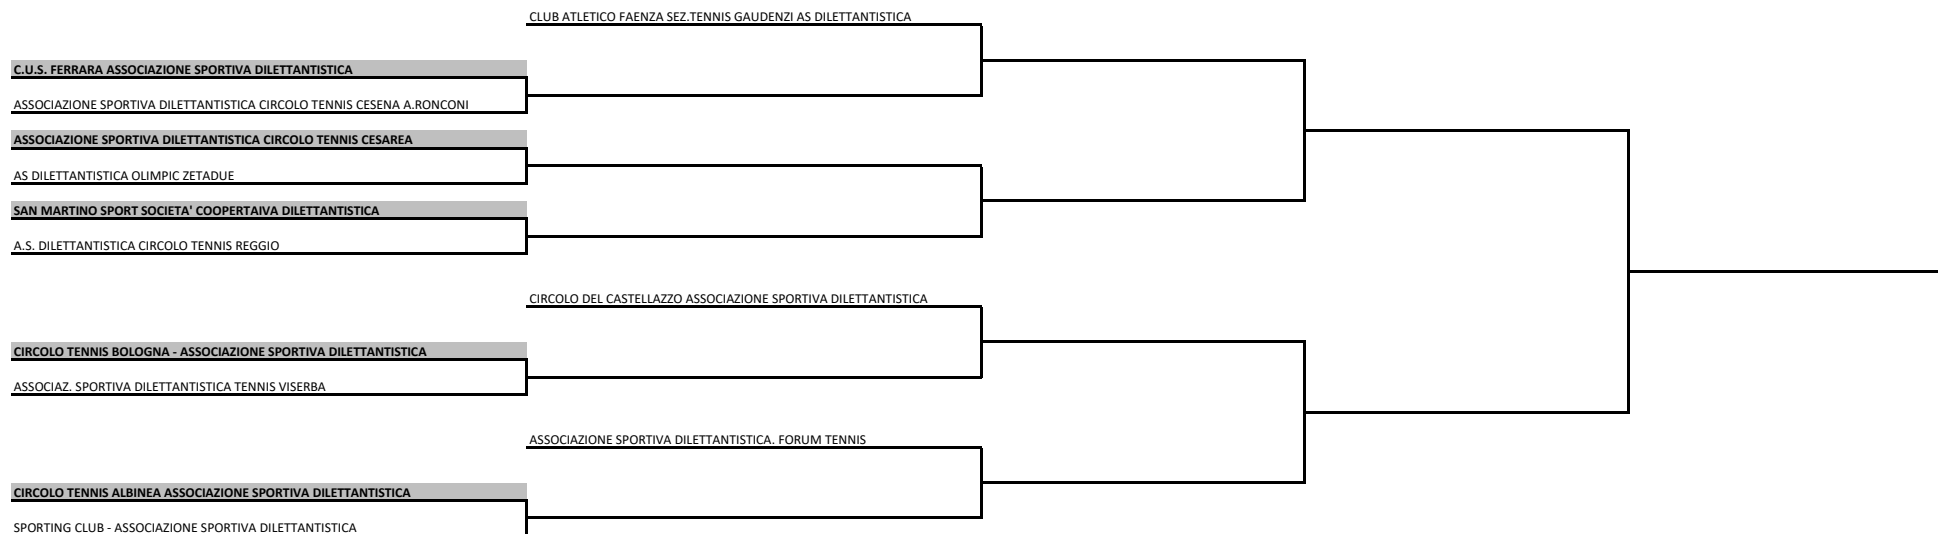 CLUB ATLETICO FAENZA SEZ.TENNIS GAUDENZI AS DILETTANTISTICA
C.U.S. FERRARA ASSOCIAZIONE SPORTIVA DILETTANTISTICA
ASSOCIAZIONE SPORTIVA DILETTANTISTICA CIRCOLO TENNIS CESENA A.RONCONI
ASSOCIAZIONE SPORTIVA DILETTANTISTICA CIRCOLO TENNIS CESAREA
AS DILETTANTISTICA OLIMPIC ZETADUE
SAN MARTINO SPORT SOCIETA' COOPERTAIVA DILETTANTISTICA
A.S. DILETTANTISTICA CIRCOLO TENNIS REGGIO
CIRCOLO DEL CASTELLAZZO ASSOCIAZIONE SPORTIVA DILETTANTISTICA
CIRCOLO TENNIS BOLOGNA - ASSOCIAZIONE SPORTIVA DILETTANTISTICA
ASSOCIAZ. SPORTIVA DILETTANTISTICA TENNIS VISERBA
ASSOCIAZIONE SPORTIVA DILETTANTISTICA. FORUM TENNIS
CIRCOLO TENNIS ALBINEA ASSOCIAZIONE SPORTIVA DILETTANTISTICA
SPORTING CLUB - ASSOCIAZIONE SPORTIVA DILETTANTISTICA